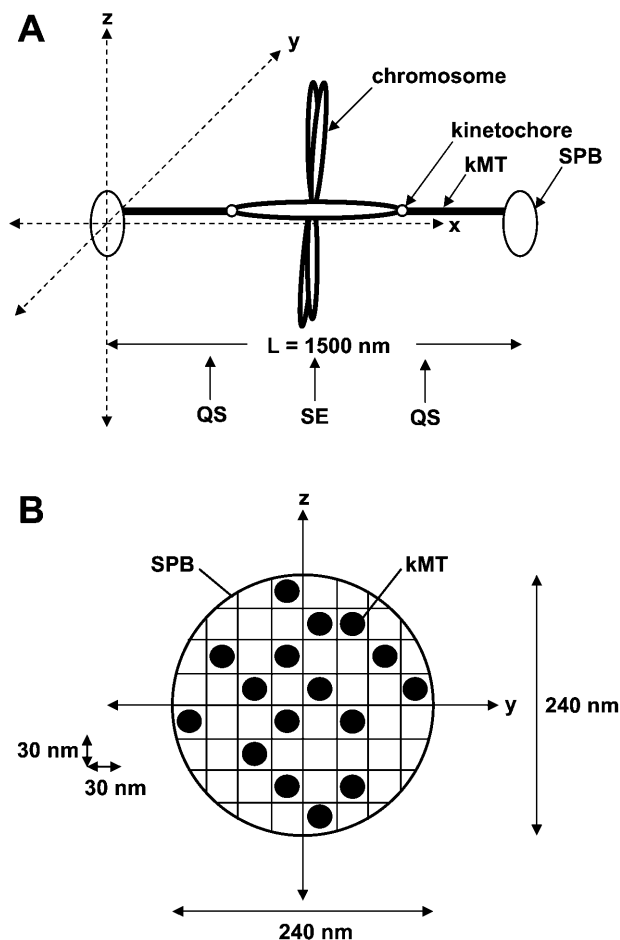 A
z
y
chromosome
kinetochore
kMT
SPB
x
L = 1500 nm
QS
SE
QS
B
z
SPB
kMT
y
240 nm
30 nm
30 nm
240 nm